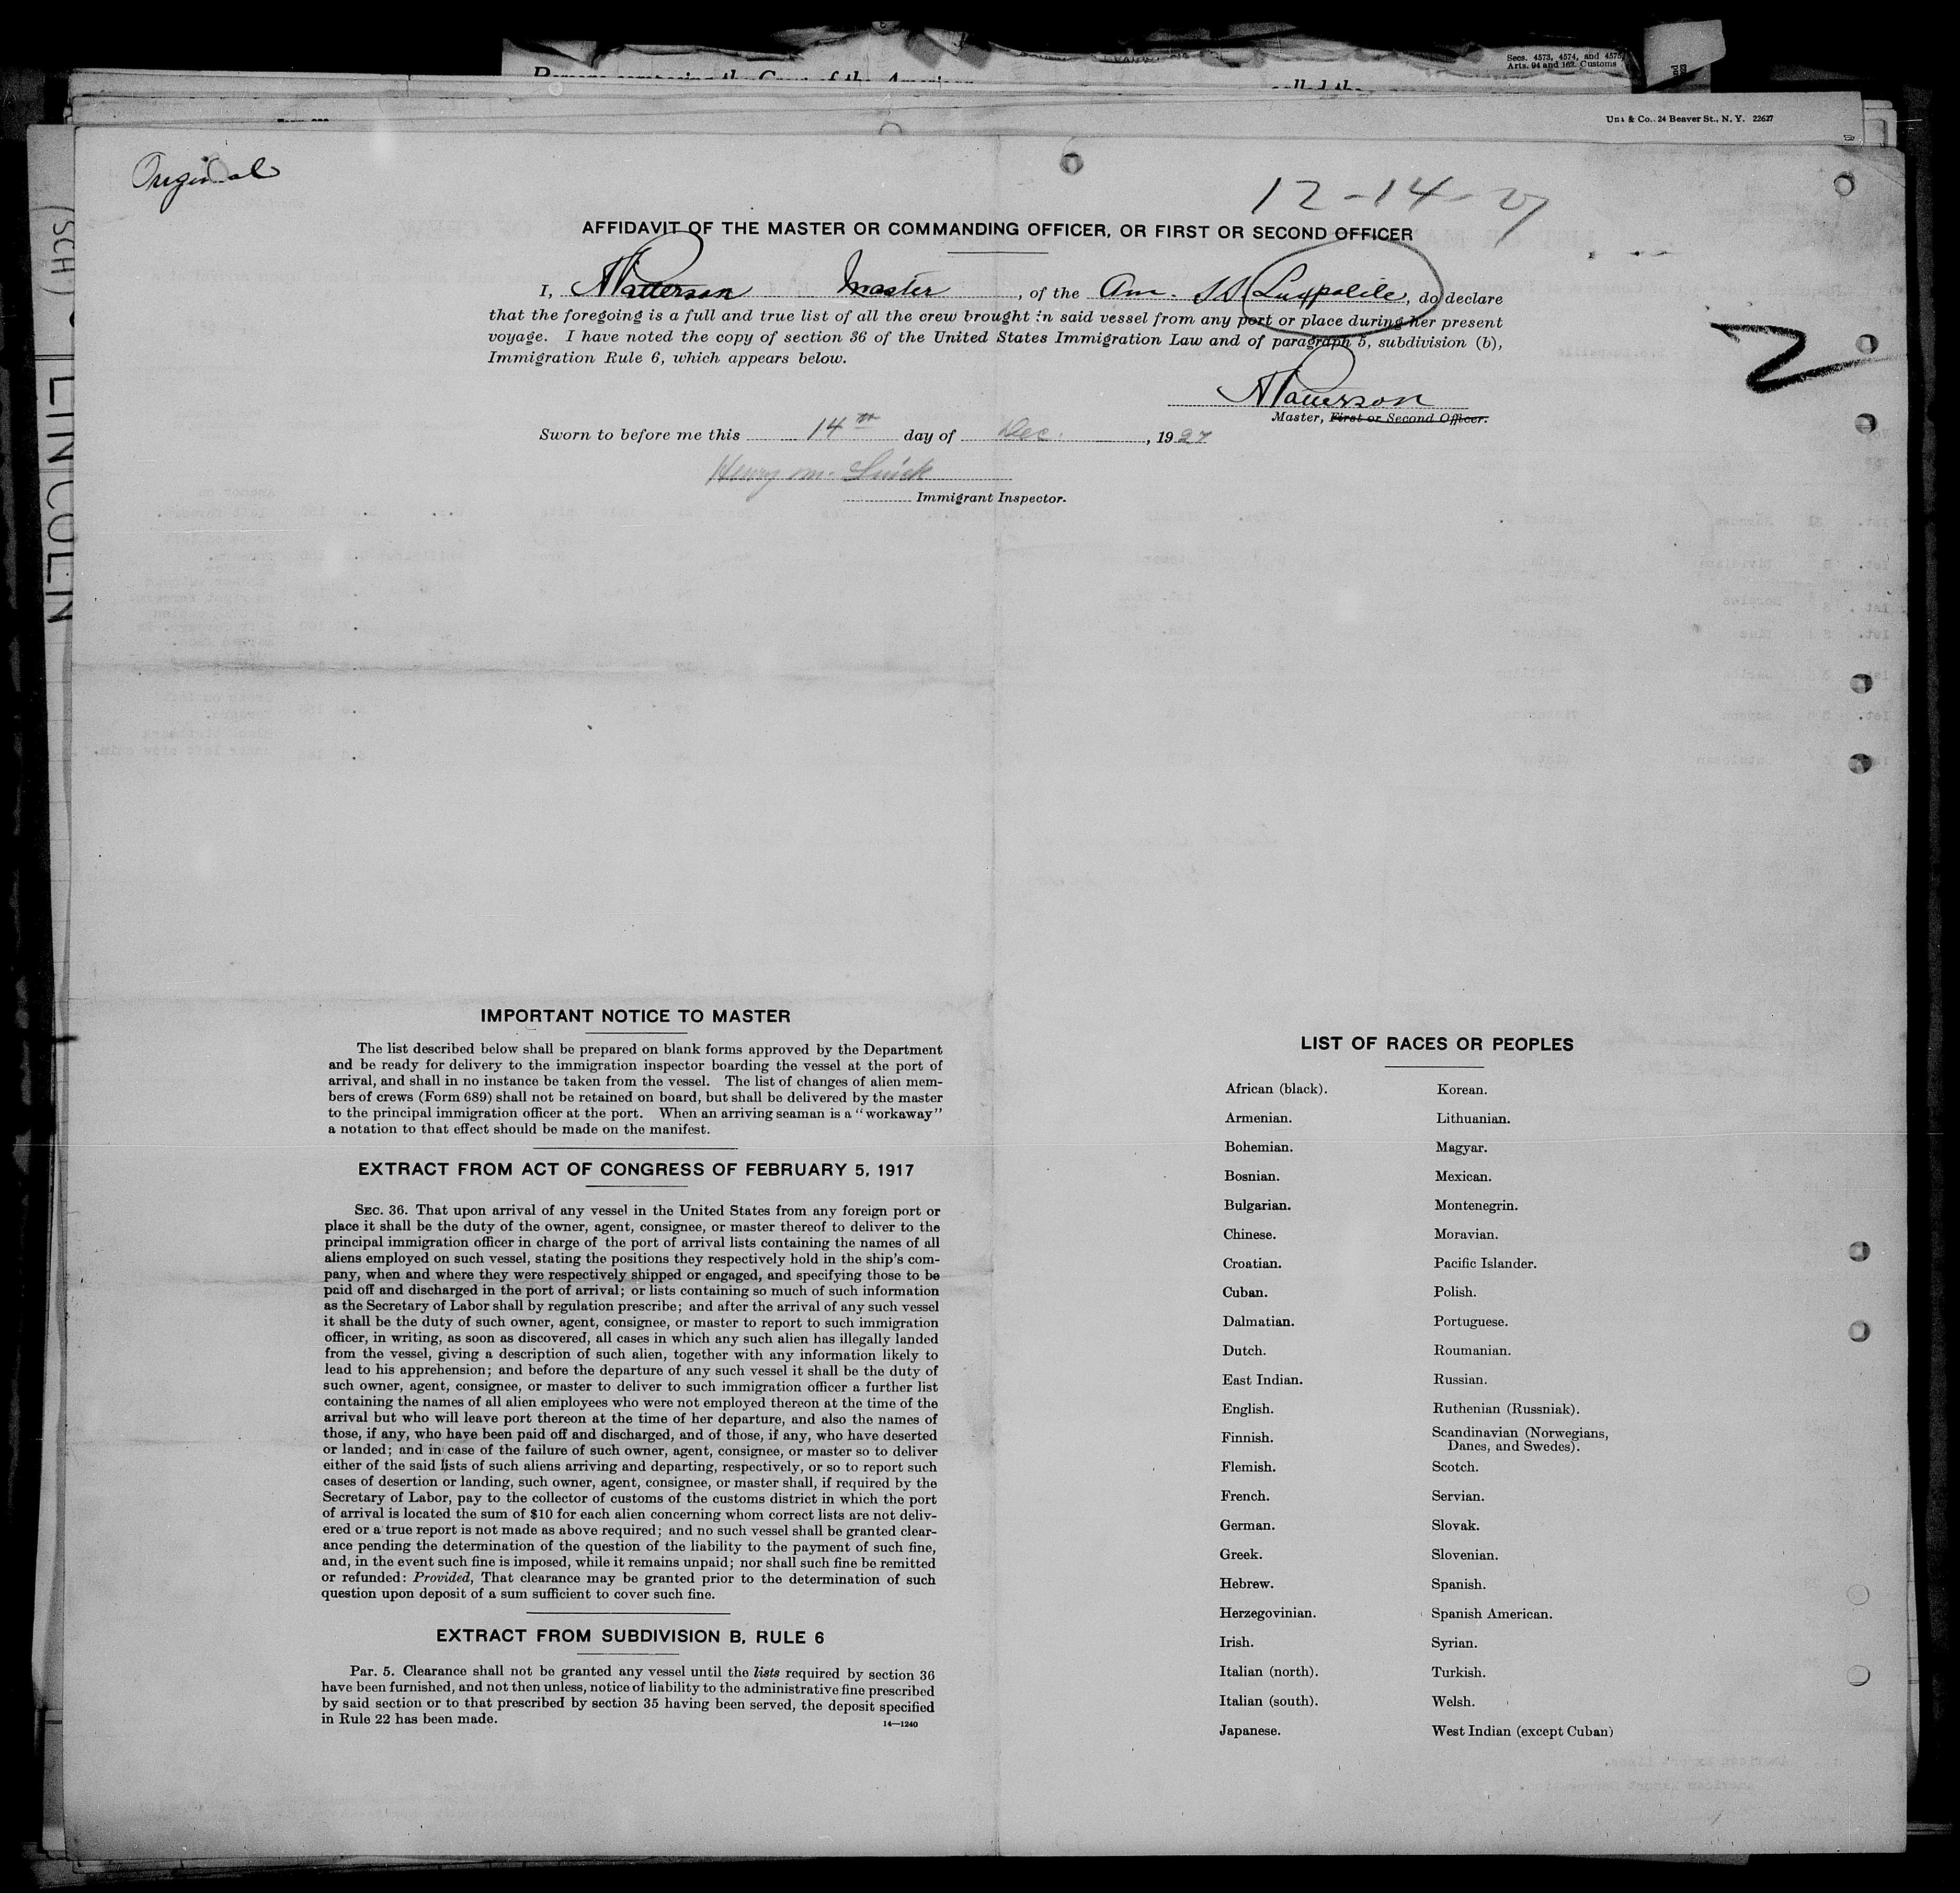 Secs. 4573, 4574, and 4575
Arts. 94 and 162. Customs
Persons composing the Crew of the American
called the
& Co., 24 Beaver St., N. Y. 22627
Original
12-14-27
AFFIDAVIT OF THE MASTER OR COMMANDING OFFICER, OR FIRST OR SECOND OFFICER
I, Patterson Master, of the Am. SS. Luxpalile, do declare
that the foregoing is a full and true list of all the crew brought in said vessel from any port or place during her present
voyage. I have noted the copy of section 36 of the United States Immigration Law and of paragraph 5, subdivision (b),
Immigration Rule 6, which appears below.
2
Patterson
Master, First or Second Officer.
Sworn to before me this 14th day of Dec., 1927
Henry M.
Immigrant Inspector.
(SCH)
LINCOLN
IMPORTANT NOTICE TO MASTER
The list described below shall be prepared on blank forms approved by the Department
and be ready for delivery to the immigration inspector boarding the vessel at the port of
arrival, and shall in no instance be taken from the vessel. The list of changes of alien mem-
bers of crews (Form 689) shall not be retained on board, but shall be delivered by the master
to the principal immigration officer at the port. When an arriving seaman is a "workaway"
a notation to that effect should be made on the manifest.
EXTRACT FROM ACT OF CONGRESS OF FEBRUARY 5, 1917
SEC. 36. That upon arrival of any vessel in the United States from any foreign port or
place it shall be the duty of the owner, agent, consignee, or master thereof to deliver to the
principal immigration officer in charge of the port of arrival lists containing the names of all
aliens employed on such vessel, stating the positions they respectively hold in the ship's com-
pany, when and where they were respectively shipped or engaged, and specifying those to be
paid off and discharged in the port of arrival; or lists containing so much of such information
as the Secretary of Labor shall by regulation prescribe; and after the arrival of any such vessel
it shall be the duty of such owner, agent, consignee, or master to report to such immigration
officer, in writing, as soon as discovered, all cases in which any such alien has illegally landed
from the vessel, giving a description of such alien, together with any information likely to
lead to his apprehension; and before the departure of any such vessel it shall be the duty of
such owner, agent, consignee, or master to deliver to such immigration officer a further list
containing the names of all alien employees who were not employed thereon at the time of the
arrival but who will leave port thereon at the time of her departure, and also the names of
those, if any, who have been paid off and discharged, and of those, if any, who have deserted
or landed; and in case of the failure of such owner, agent, consignee, or master so to deliver
either of the said lists of such aliens arriving and departing, respectively, or so to report such
cases of desertion or landing, such owner, agent, consignee, or master shall, if required by the
Secretary of Labor, pay to the collector of customs of the customs district in which the port
of arrival is located the sum of $10 for each alien concerning whom correct lists are not deliv-
ered or a true report is not made as above required; and no such vessel shall be granted clear-
ance pending the determination of the question of the liability to the payment of such fine,
and, in the event such fine is imposed, while it remains unpaid; nor shall such fine be remitted
or refunded: Provided, That clearance may be granted prior to the determination of such
question upon deposit of a sum sufficient to cover such fine.
EXTRACT FROM SUBDIVISION B, RULE 6
Par. 5. Clearance shall not be granted any vessel until the lists required by section 36
have been furnished, and not then unless, notice of liability to the administrative fine prescribed
by said section or to that prescribed by section 35 having been served, the deposit specified
in Rule 22 has been made.
14—1240
LIST OF RACES OR PEOPLES
African (black).
Armenian.
Bohemian.
Bosnian.
Bulgarian.
Chinese.
Croatian.
Cuban.
Dalmatian.
Dutch.
East Indian.
English.
Finnish.
Flemish.
French.
German.
Greek.
Hebrew.
Herzegovinian.
Irish.
Italian (north).
Italian (south).
Japanese.
Korean.
Lithuanian.
Magyar.
Mexican.
Montenegrin.
Moravian.
Pacific Islander.
Polish.
Portuguese.
Roumanian.
Russian.
Ruthenian (Russniak).
Scandinavian (Norwegians,
Danes, and Swedes).
Scotch.
Servian.
Slovak.
Slovenian.
Spanish.
Spanish American.
Syrian.
Turkish.
Welsh.
West Indian (except Cuban)